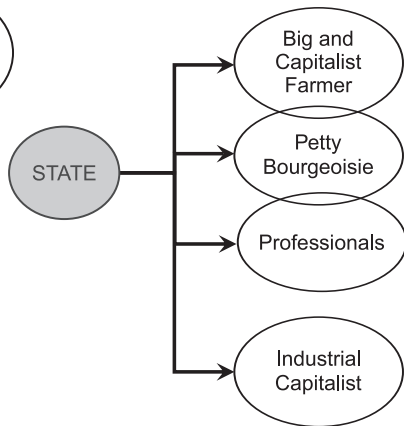 STATE
Big and
Capitalist
Farmer
Petty
Bourgeoisie
Professionals
Industrial
Capitalist